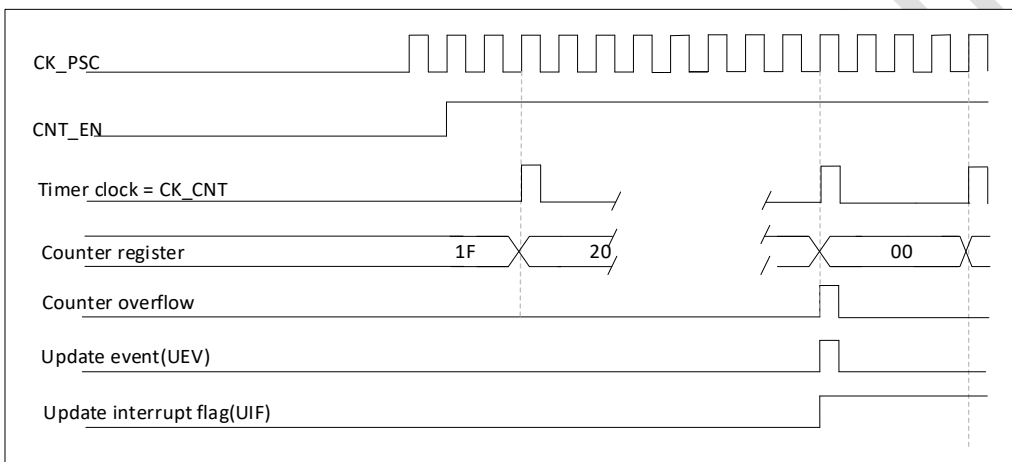 CK_PSC
CNT_EN
Timer clock = CK_CNT
Counter register 1F 20 00
Counter overflow
Update event(UEV)
Update interrupt flag(UIF)